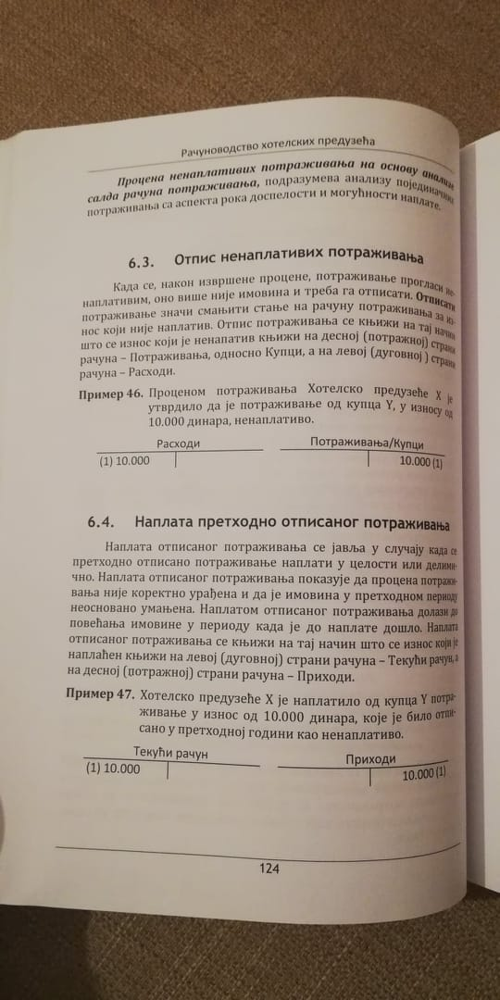 Рачуноводство хотелских предузећа
Процена ненаплативих потраживања на основу анализе
салда рачуна потраживања, подразумева анализу појединачних
потраживања са аспекта рока доспелости и могућности наплате.
6.3. Отпис ненаплативих потраживања
Када се, након извршене процене, потраживање прогласи не-
наплативим, оно више није имовина и треба га отписати. Отписати
потраживање значи смањити стање на рачуну потраживања за из-
нос који није наплатив. Отпис потраживања се књижи на тај начин
што се износ који је ненапатив књижи на десној (потражној) страни
рачуна – Потраживања, односно Купци, а на левој (дуговној ) страни
рачуна – Расходи.
Пример 46. Проценом потраживања Хотелско предузеће X је
утврдило да је потраживање од купца Y, у износу од
10.000 динара, ненаплативо.
Расходи Потраживања/Купци
(1) 10.000 10.000 (1)
6.4. Наплата претходно отписаног потраживања
Наплата отписаног потраживања се јавља у случају када се
претходно отписано потраживање наплати у целости или делими-
чно. Наплата отписаног потраживања показује да процена потражи-
вања није коректно урађена и да је имовина у претходном периоду
неосновано умањена. Наплатом отписаног потраживања долази до
повећања имовине у периоду када је до наплате дошло. Наплата
отписаног потраживања се књижи на тај начин што се износ који је
наплаћен књижи на левој (дуговној) страни рачуна – Текући рачун, а
на десној (потражној) страни рачуна – Приходи.
Пример 47. Хотелско предузеће X је наплатило од купца Y потра-
живање у износ од 10.000 динара, које је било отпи-
сано у претходној години као ненаплативо.
Текући рачун Приходи
(1) 10.000 10.000 (1)
124